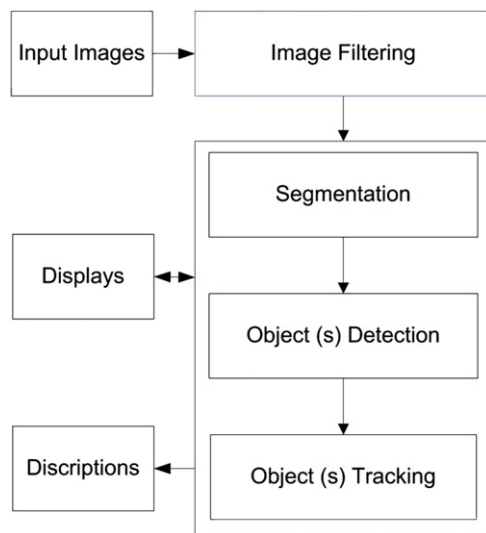 Input Images
Image Filtering
Segmentation
Displays
Object (s) Detection
Discriptions
Object (s) Tracking